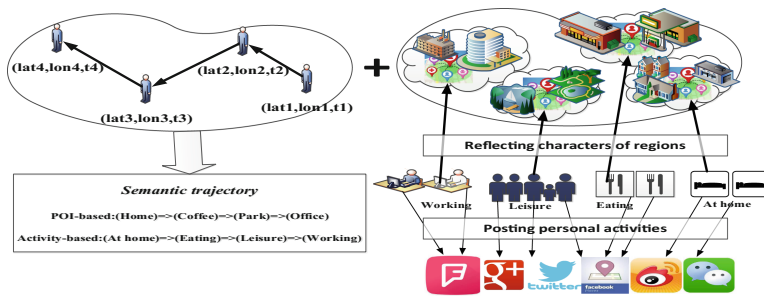 (lat4,lon4,t4)
(lat2,lon2,t2)
(lat3,lon3,t3)
(lat1,lon1,t1)
+
Semantic trajectory
POI-based:(Home)=>(Coffee)=>(Park)=>(Office)
Activity-based:(At home)=>(Eating)=>(Leisure)=>(Working)
Reflecting characters of regions
Working
Leisure
Eating
At home
Posting personal activities
g+
twitter
facebook